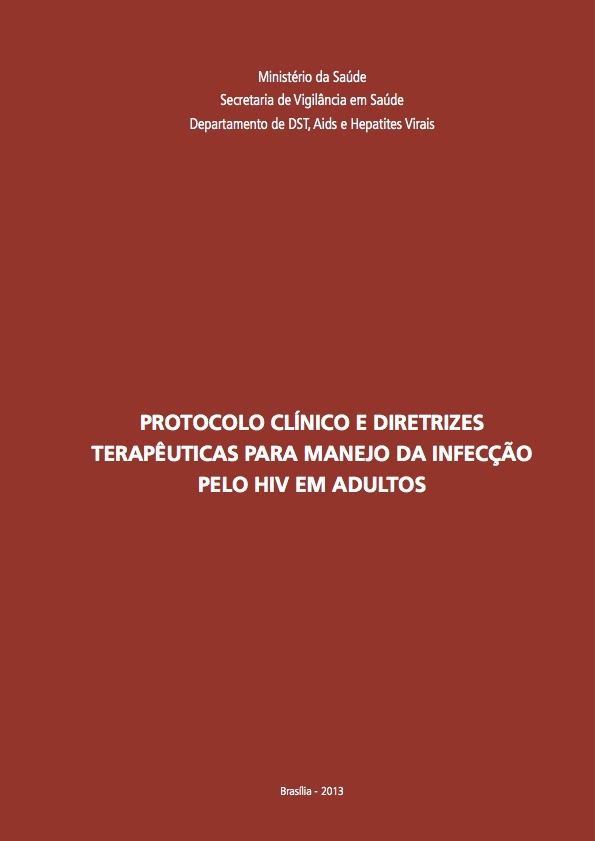 Ministério da Saúde
Secretaria de Vigilância em Saúde
Departamento de DST, Aids e Hepatites Virais
PROTOCOLO CLÍNICO E DIRETRIZES
TERAPÊUTICAS PARA MANEJO DA INFECÇÃO
PELO HIV EM ADULTOS
Brasília - 2013